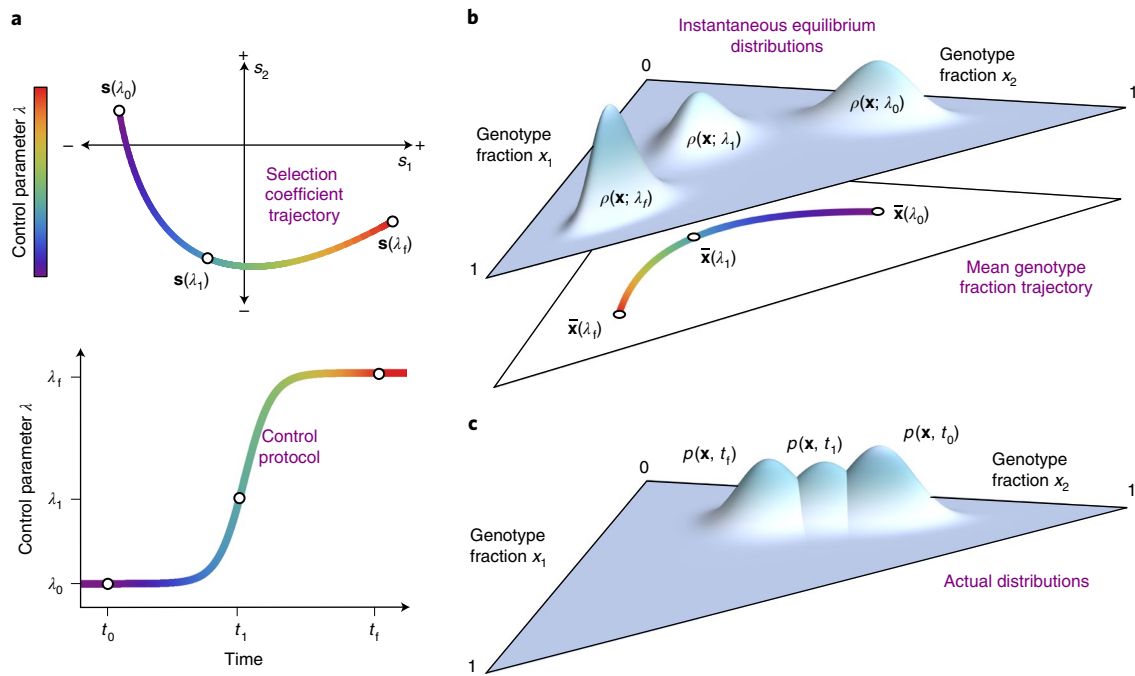 a
Control parameter λ
s(λ0)
+
s2
−
+
s1
Selection
coefficient
trajectory
s(λ1)
s(λf)
−
Control parameter λ
λf
λ1
λ0
Control
protocol
t0
t1
tf
Time
b
Instantaneous equilibrium
distributions
0
Genotype
fraction x2
1
ρ(x; λ0)
ρ(x; λ1)
Genotype
fraction x1
ρ(x; λf)
1
x̄(λ0)
x̄(λ1)
x̄(λf)
Mean genotype
fraction trajectory
c
p(x, tf)
p(x, t1)
p(x, t0)
0
Genotype
fraction x2
1
Genotype
fraction x1
Actual distributions
1